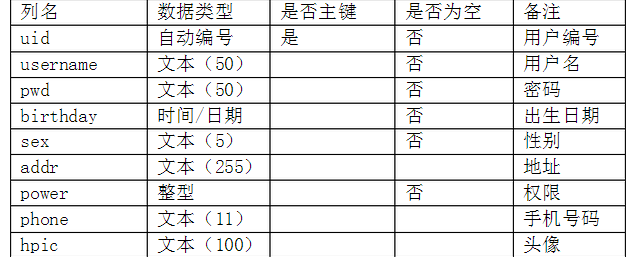 列名 数据类型 是否主键 是否为空 备注
uid 自动编号 是 否 用户编号
username 文本（50） 否 用户名
pwd 文本（50） 否 密码
birthday 时间/日期 否 出生日期
sex 文本（5） 否 性别
addr 文本（255） 地址
power 整型 否 权限
phone 文本（11） 手机号码
hpic 文本（100） 头像